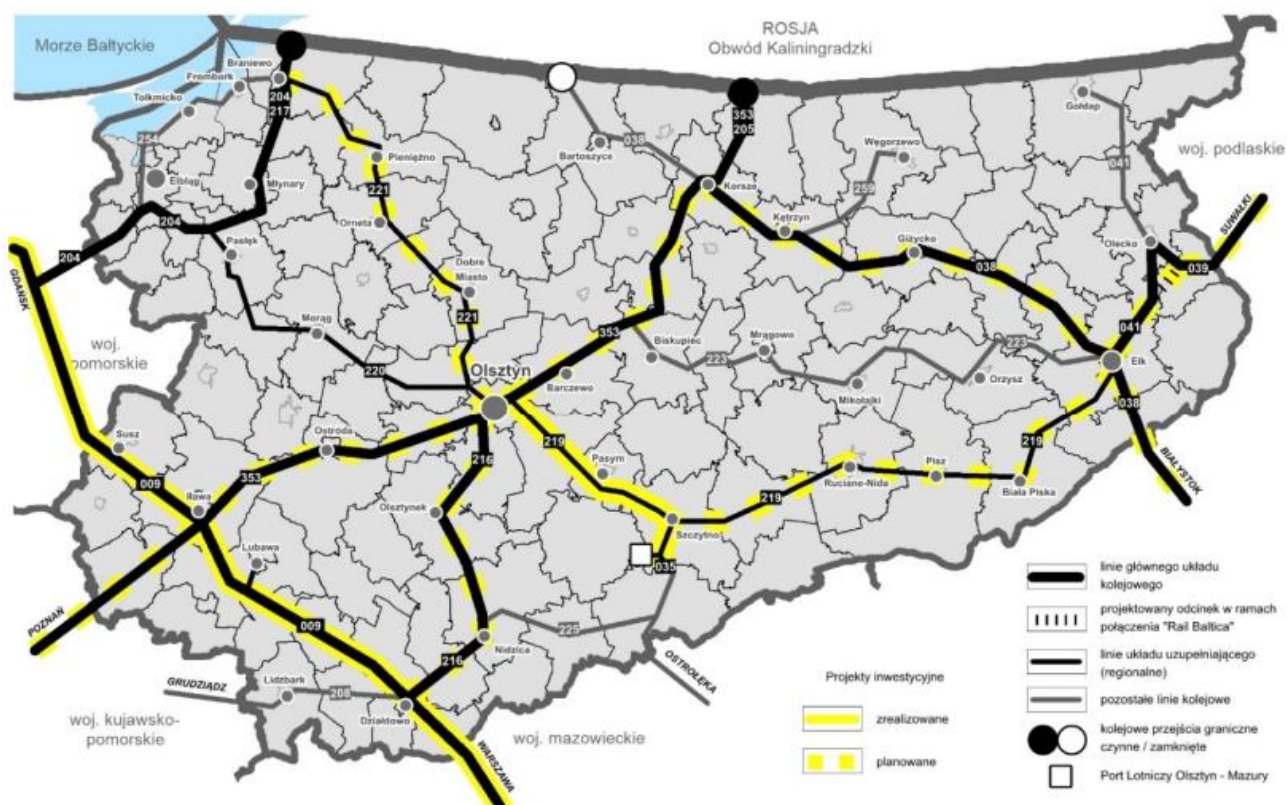 ROSJA
Obwód Kaliningradzki
Morze Bałtyckie
Braniewo
Frombork
Tolkmicko
204
217
353
205
Gołdap
254
Bartoszyce
038
Węgorzewo
041
woj. podlaskie
Pieniężno
Elbląg
Młynary
221
Korsze
259
Kętrzyn
Orneta
204
Pasłęk
Giżycko
Olecko
SUWAŁKI
204
Dobre
Miasto
038
039
GDAŃSK
221
Morąg
353
041
woj.
pomorskie
Biskupiec
223
Mrągowo
223
Ełk
220
Olsztyn
Barczewo
Mikołajki
Orzysz
038
Susz
Ostróda
216
219
219
353
Pasym
Pisz
BIAŁYSTOK
009
Iława
219
Ruciane-Nida
Biała Piska
Olsztynek
Szczytno
Lubawa
035
POZNAŃ
009
225
Nidzica
216
OSTROŁĘKA
GRUDZIĄDZ
Lidzbark
208
Działdowo
woj. kujawsko-
pomorskie
woj. mazowieckie
WARSZAWA
Projekty inwestycyjne
zrealizowane
planowane
linie głównego układu
kolejowego
projektowany odcinek w ramach
połączenia "Rail Baltica"
linie układu uzupełniającego
(regionalne)
pozostałe linie kolejowe
kolejowe przejścia graniczne
czynne / zamknięte
Port Lotniczy Olsztyn - Mazury